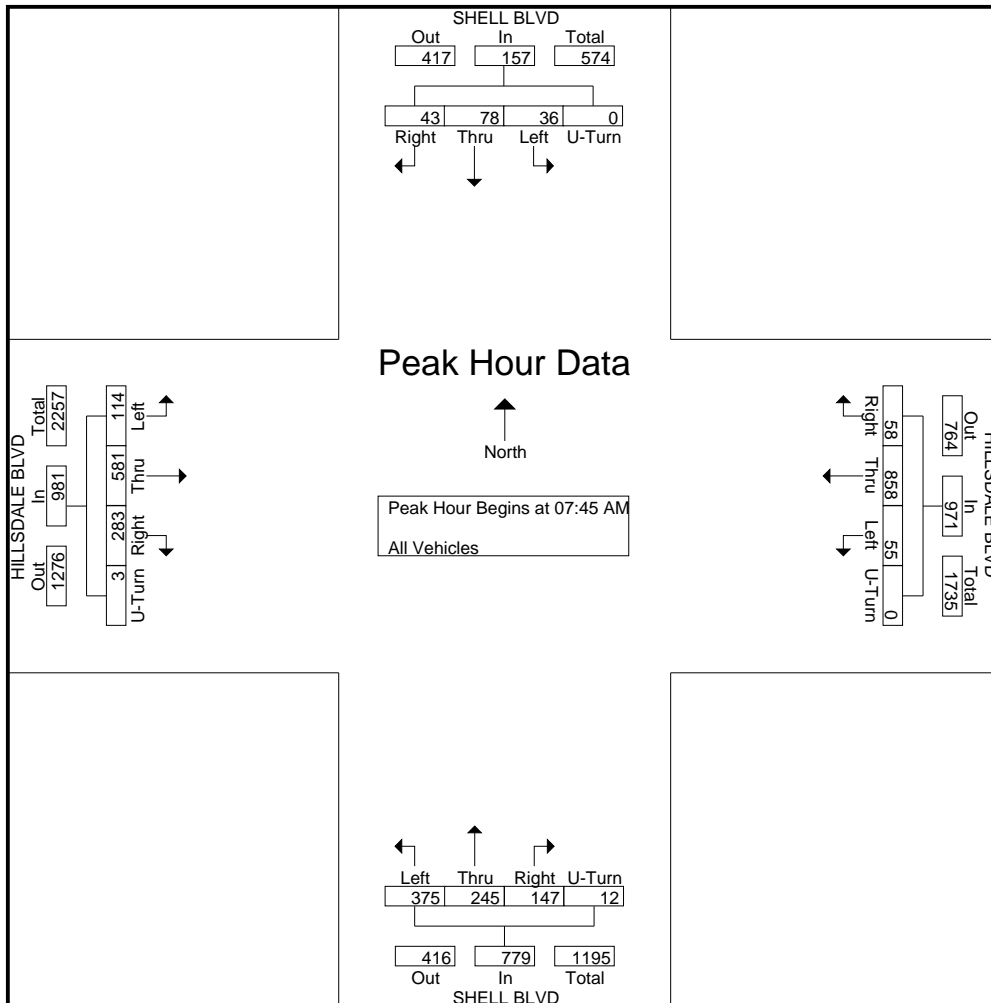 SHELL BLVD
Out In Total
417 157 574
43 78 36 0
Right Thru Left U-Turn
Peak Hour Data
North
Peak Hour Begins at 07:45 AM
All Vehicles
HILLSDALE BLVD
Total In Out
2257 981 1276
114 581 283 3
Left Thru Right U-Turn
HILLSDALE BLVD
Out In Total
764 971 1735
58 858 55 0
Right Thru Left U-Turn
Left Thru Right U-Turn
375 245 147 12
416 779 1195
Out In Total
SHELL BLVD